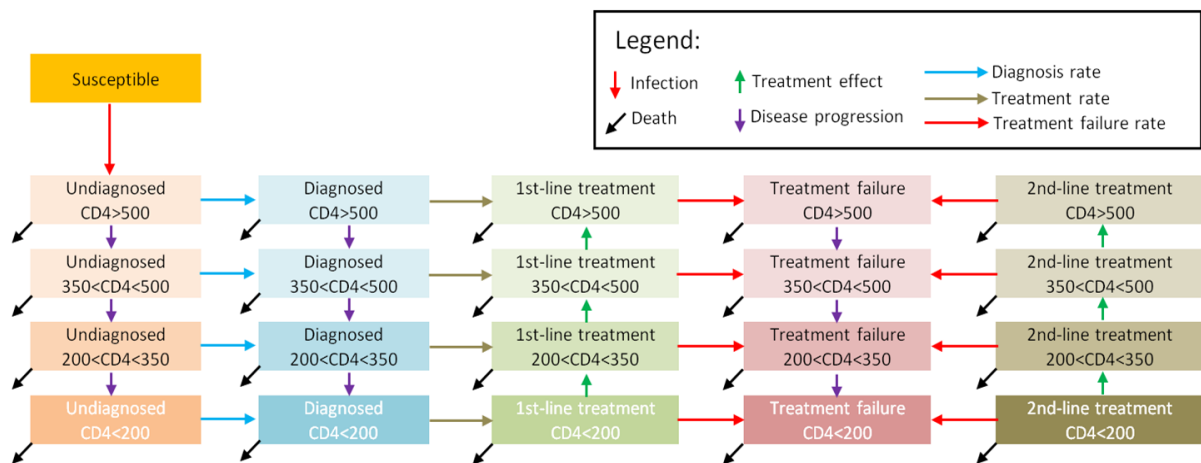 Legend:
Susceptible
Infection
Treatment effect
Diagnosis rate
Treatment rate
Death
Disease progression
Treatment failure rate
Undiagnosed
CD4>500
Diagnosed
CD4>500
1st-line treatment
CD4>500
Treatment failure
CD4>500
2nd-line treatment
CD4>500
Undiagnosed
350<CD4<500
Diagnosed
350<CD4<500
1st-line treatment
350<CD4<500
Treatment failure
350<CD4<500
2nd-line treatment
350<CD4<500
Undiagnosed
200<CD4<350
Diagnosed
200<CD4<350
1st-line treatment
200<CD4<350
Treatment failure
200<CD4<350
2nd-line treatment
200<CD4<350
Undiagnosed
CD4<200
Diagnosed
CD4<200
1st-line treatment
CD4<200
Treatment failure
CD4<200
2nd-line treatment
CD4<200